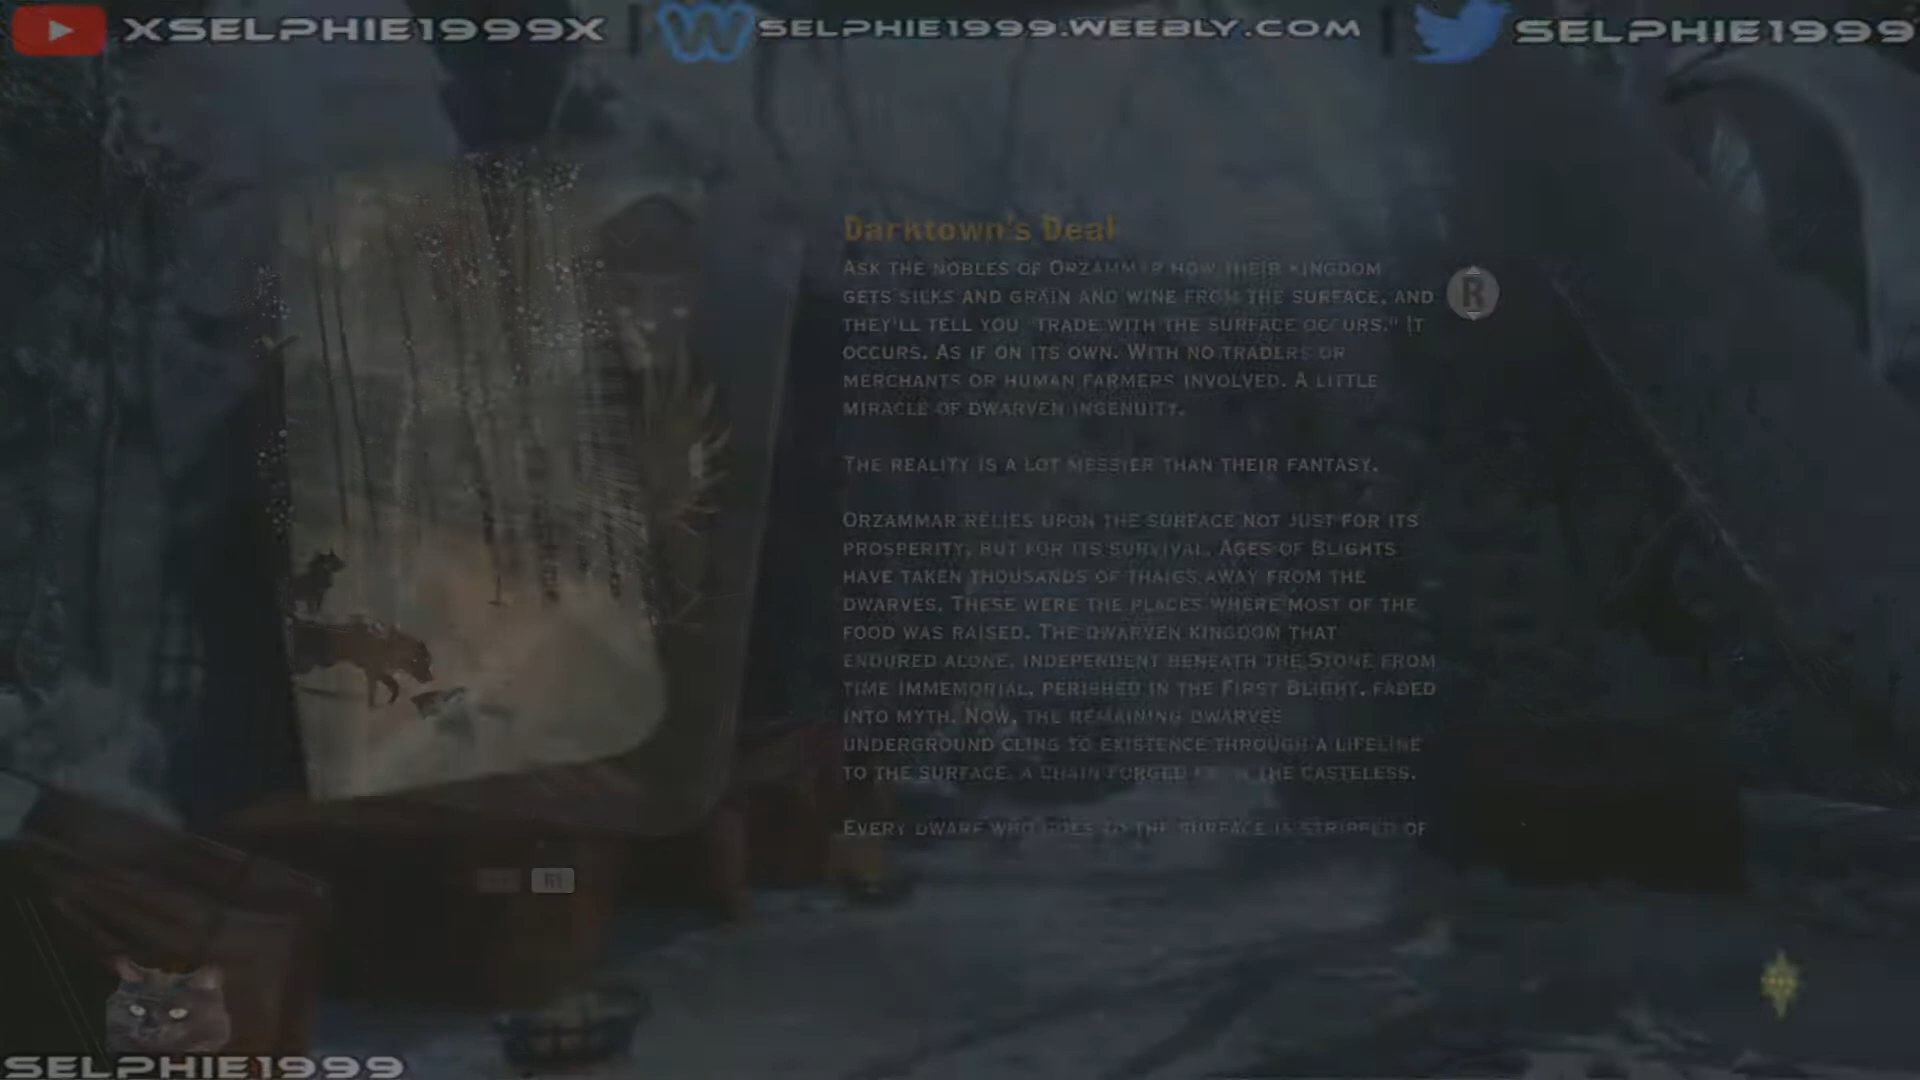 XSELPHIE1999X | SELPHIE1999.WEEBLY.COM | SELPHIE1999
Darktown's Deal
ASK THE NOBLES OF ORZAMMAR HOW THEIR KINGDOM
GETS SILKS AND GRAIN AND WINE FROM THE SURFACE, AND
THEY'LL TELL YOU "TRADE WITH THE SURFACE OCCURS." IT
OCCURS. AS IF ON ITS OWN. WITH NO TRADERS OR
MERCHANTS OR HUMAN FARMERS INVOLVED. A LITTLE
MIRACLE OF DWARVEN INGENUITY.
THE REALITY IS A LOT MESSIER THAN THEIR FANTASY.
ORZAMMAR RELIES UPON THE SURFACE NOT JUST FOR ITS
PROSPERITY, BUT FOR ITS SURVIVAL. AGES OF BLIGHTS
HAVE TAKEN THOUSANDS OF THAIGS AWAY FROM THE
DWARVES. THESE WERE THE PLACES WHERE MOST OF THE
FOOD WAS RAISED. THE DWARVEN KINGDOM THAT
ENDURED ALONE, INDEPENDENT BENEATH THE STONE FROM
TIME IMMEMORIAL, PERISHED IN THE FIRST BLIGHT, FADED
INTO MYTH. NOW, THE REMAINING DWARVES
UNDERGROUND CLING TO EXISTENCE THROUGH A LIFELINE
TO THE SURFACE, A CHAIN FORGED BY THE CASTELESS.
EVERY DWARF WHO GOES TO THE SURFACE IS STRIPPED OF
R
R1
SELPHIE1999